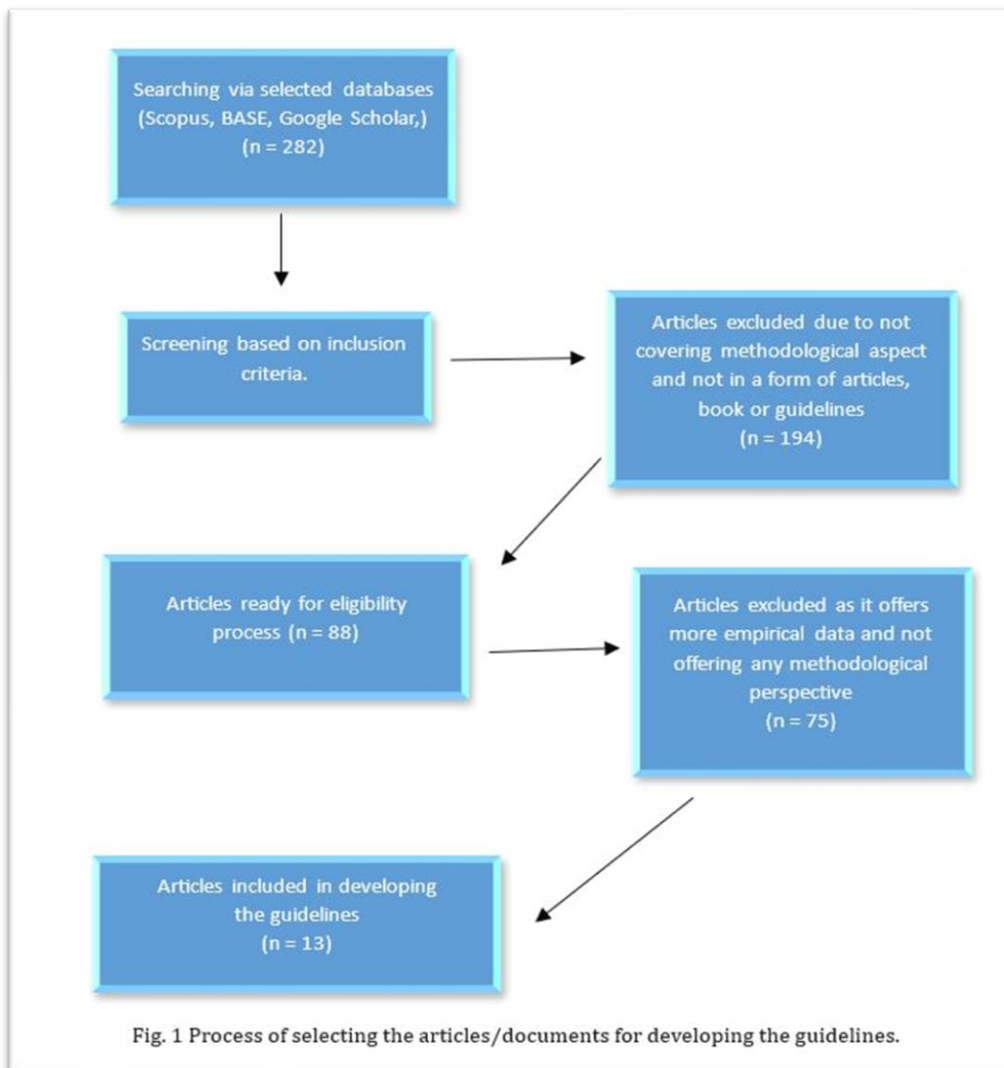 Searching via selected databases
(Scopus, BASE, Google Scholar,)
(n = 282)
Screening based on inclusion
criteria.
Articles excluded due to not
covering methodological aspect
and not in a form of articles,
book or guidelines
(n = 194)
Articles ready for eligibility
process (n = 88)
Articles excluded as it offers
more empirical data and not
offering any methodological
perspective
(n = 75)
Articles included in developing
the guidelines
(n = 13)
Fig. 1 Process of selecting the articles/documents for developing the guidelines.